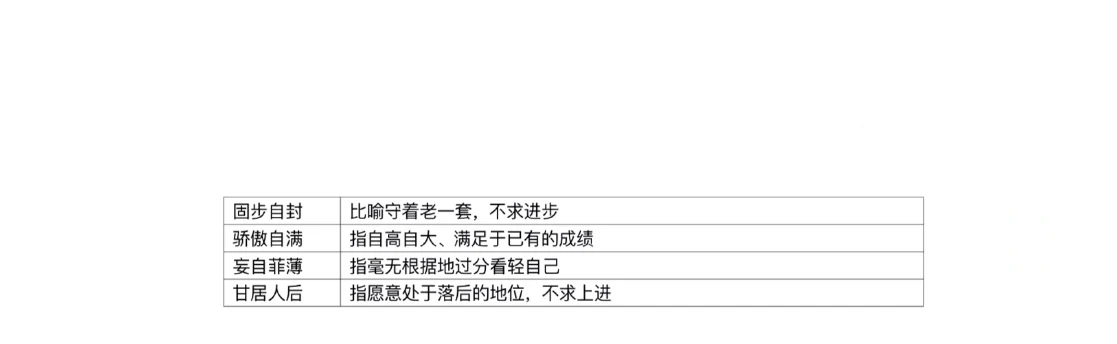 固步自封 比喻守着老一套，不求进步
骄傲自满 指自高自大、满足于已有的成绩
妄自菲薄 指毫无根据地过分看轻自己
甘居人后 指愿意处于落后的地位，不求上进